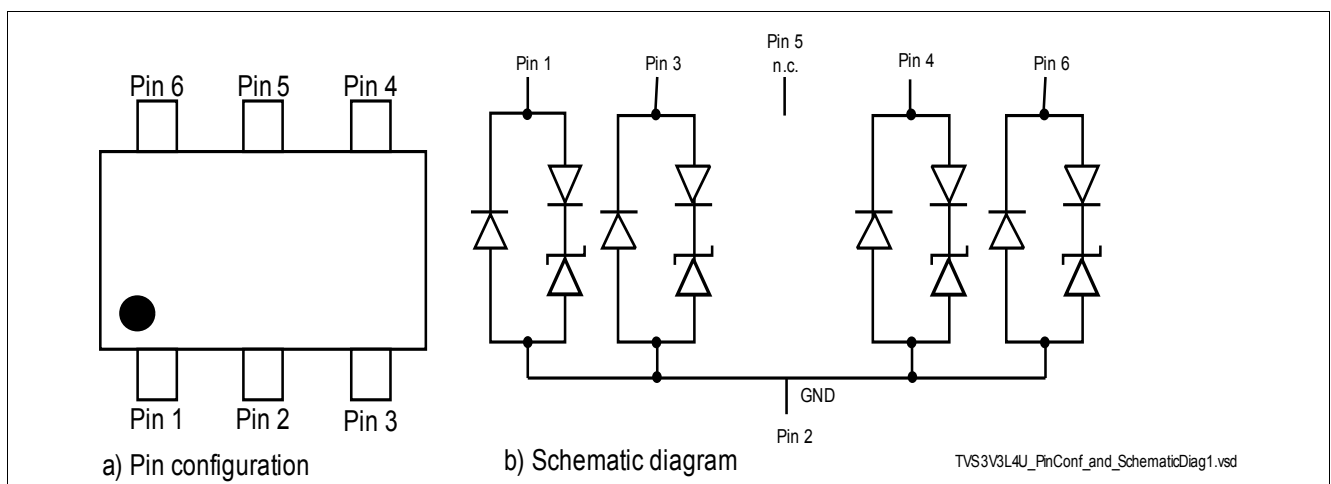 Pin 6 Pin 5 Pin 4
Pin 1 Pin 2 Pin 3
a) Pin configuration
Pin 5
n.c.
Pin 1 Pin 3 Pin 4 Pin 6
GND
Pin 2
b) Schematic diagram
TVS3V3L4U_PinConf_and_SchematicDiag1.vsd